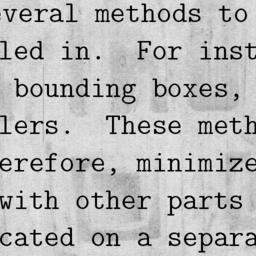 everal methods to
led in.  For inst
bounding boxes,
lers.  These meth
erefore, minimize
with other parts
cated on a separa